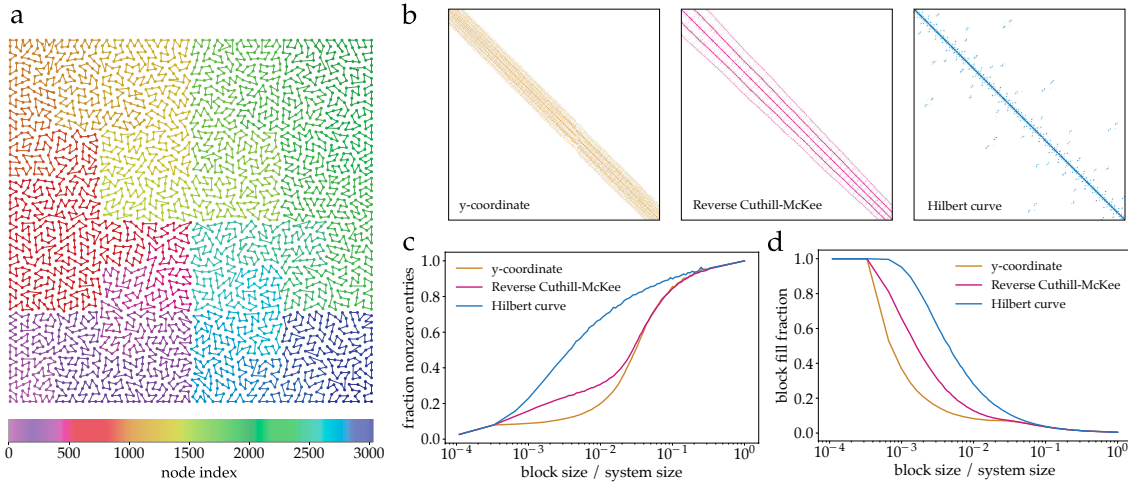 a
0 500 1000 1500 2000 2500 3000
node index
b
y-coordinate
Reverse Cuthill-McKee
Hilbert curve
c
fraction nonzero entries
1.0
0.8
0.6
0.4
0.2
0.0
y-coordinate
Reverse Cuthill-McKee
Hilbert curve
10⁻⁴ 10⁻³ 10⁻² 10⁻¹ 10⁰
block size / system size
d
block fill fraction
1.0
0.8
0.6
0.4
0.2
0.0
y-coordinate
Reverse Cuthill-McKee
Hilbert curve
10⁻⁴ 10⁻³ 10⁻² 10⁻¹ 10⁰
block size / system size